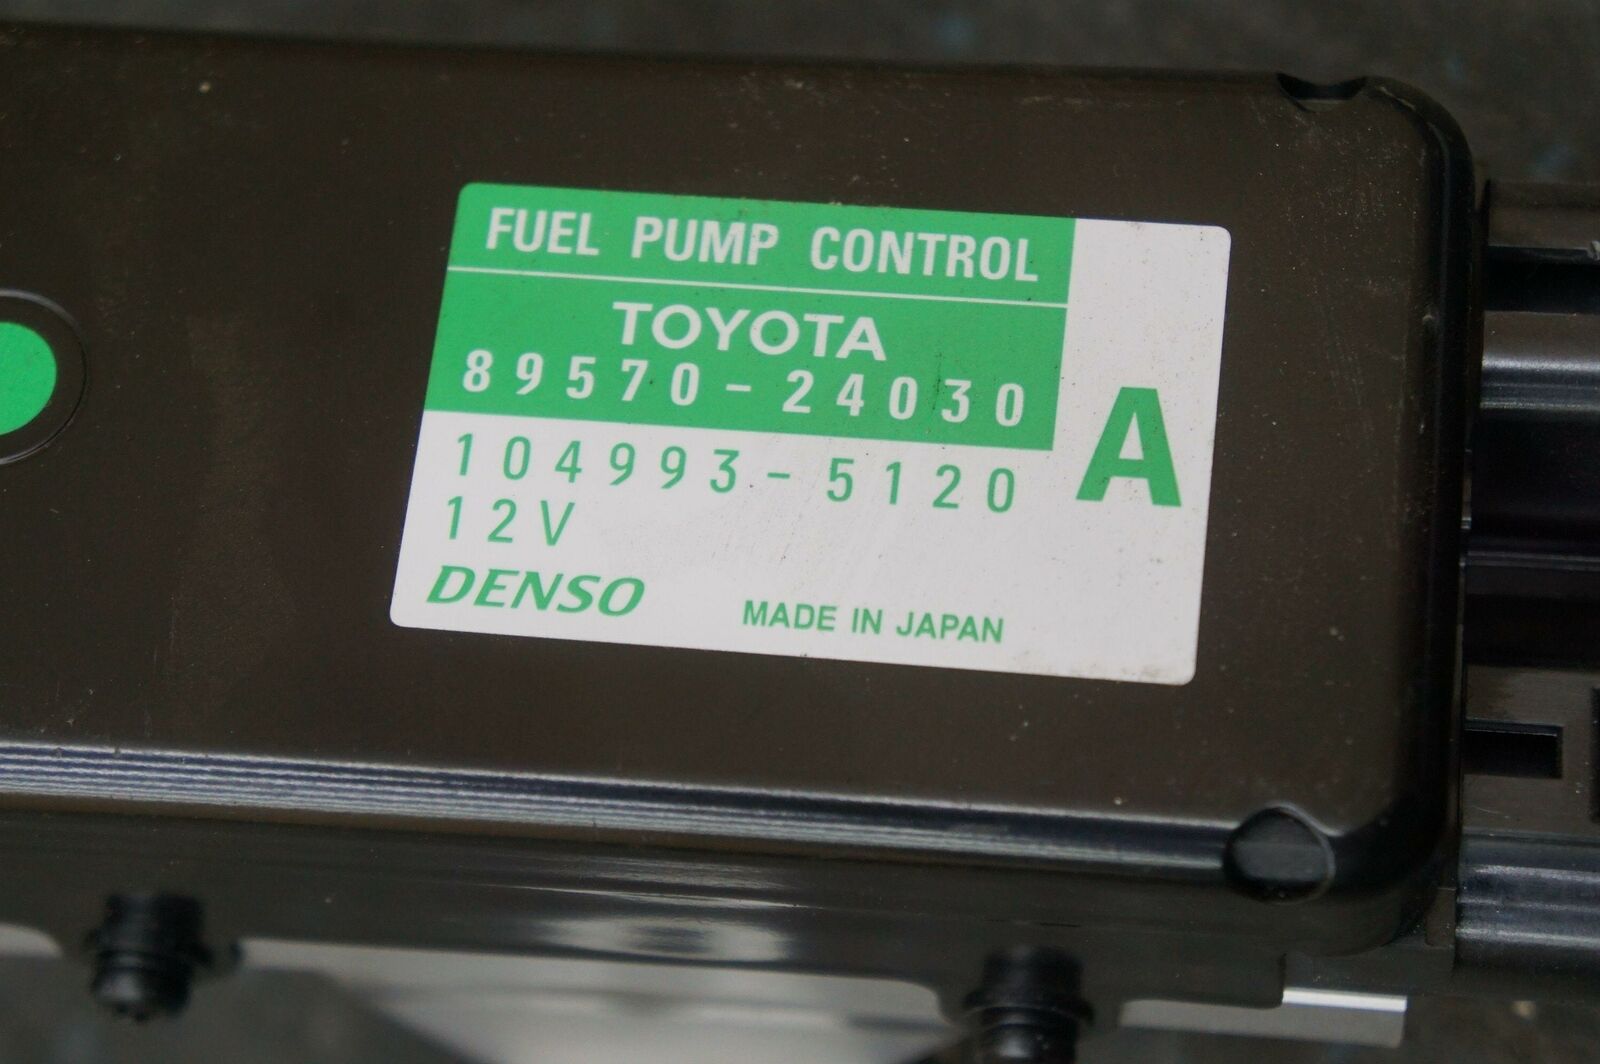 FUEL PUMP CONTROL
TOYOTA
89570-24030
A
104993-5120
12V
DENSO
MADE IN JAPAN